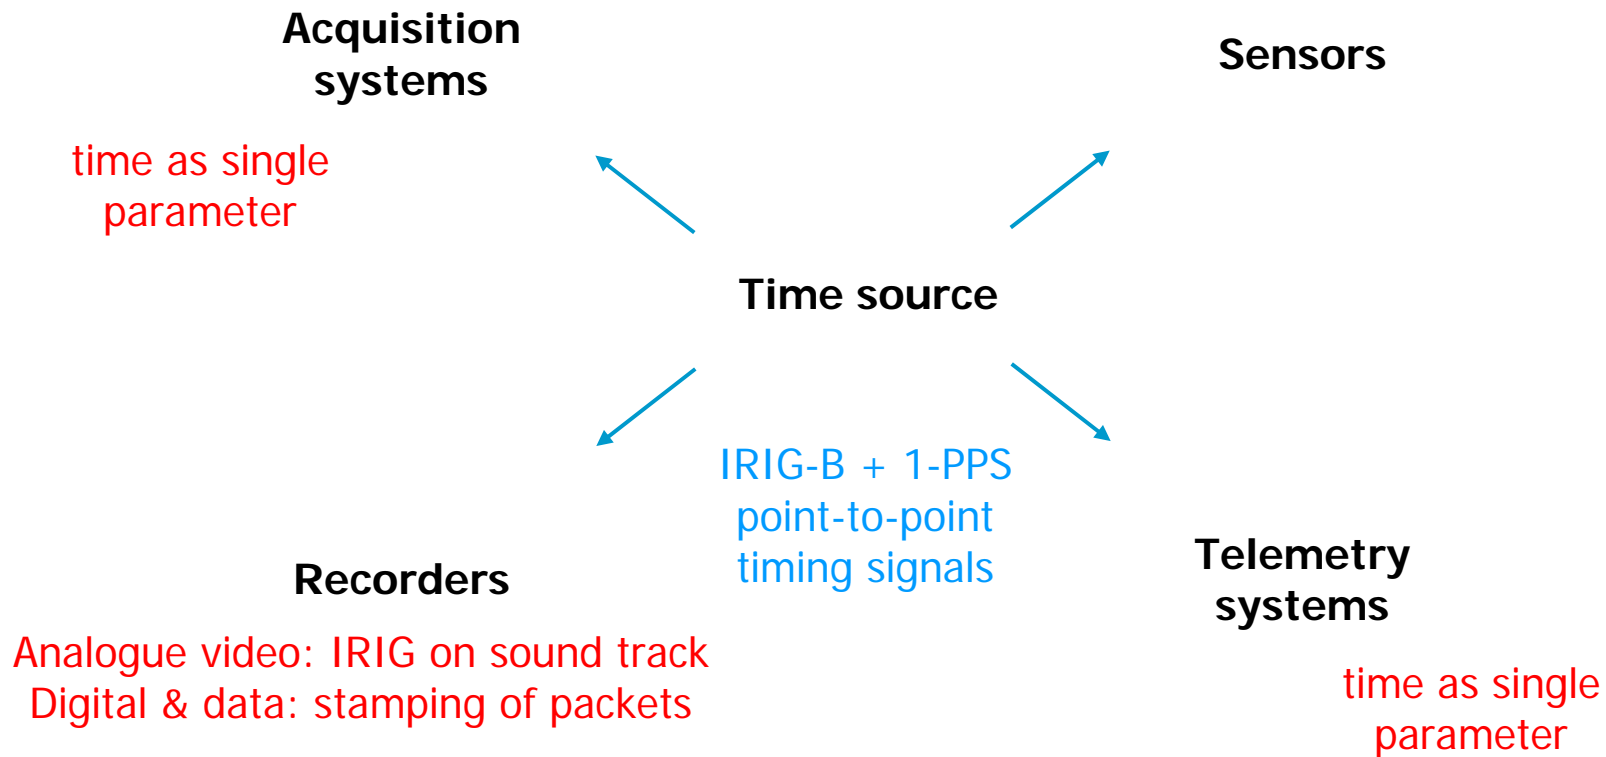 Acquisition
systems
Sensors
time as single
parameter
Time source
IRIG-B + 1-PPS
point-to-point
timing signals
Recorders
Analogue video: IRIG on sound track
Digital & data: stamping of packets
Telemetry
systems
time as single
parameter